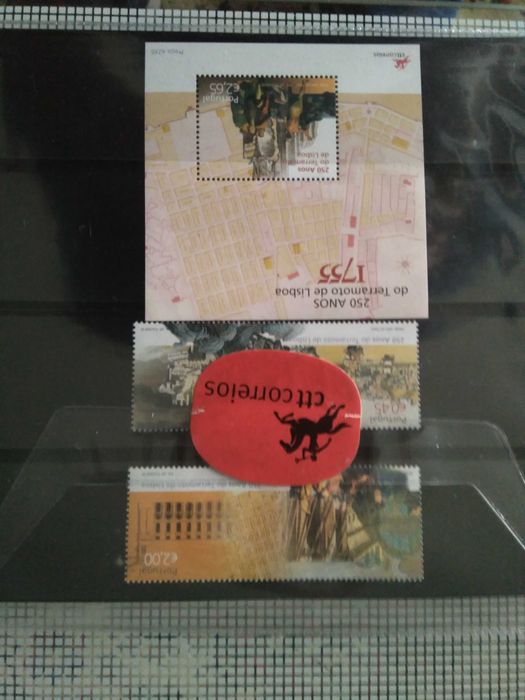 250 ANOS
do Terramoto de Lisboa
1755
250 Anos
do Terramoto
de Lisboa
Portugal
€2,65
ctt correios
Preço €2,65
ctt correios
€0,45
Portugal
250 Anos do Terramoto de Lisboa
€2,00
Portugal
250 Anos do Terramoto de Lisboa